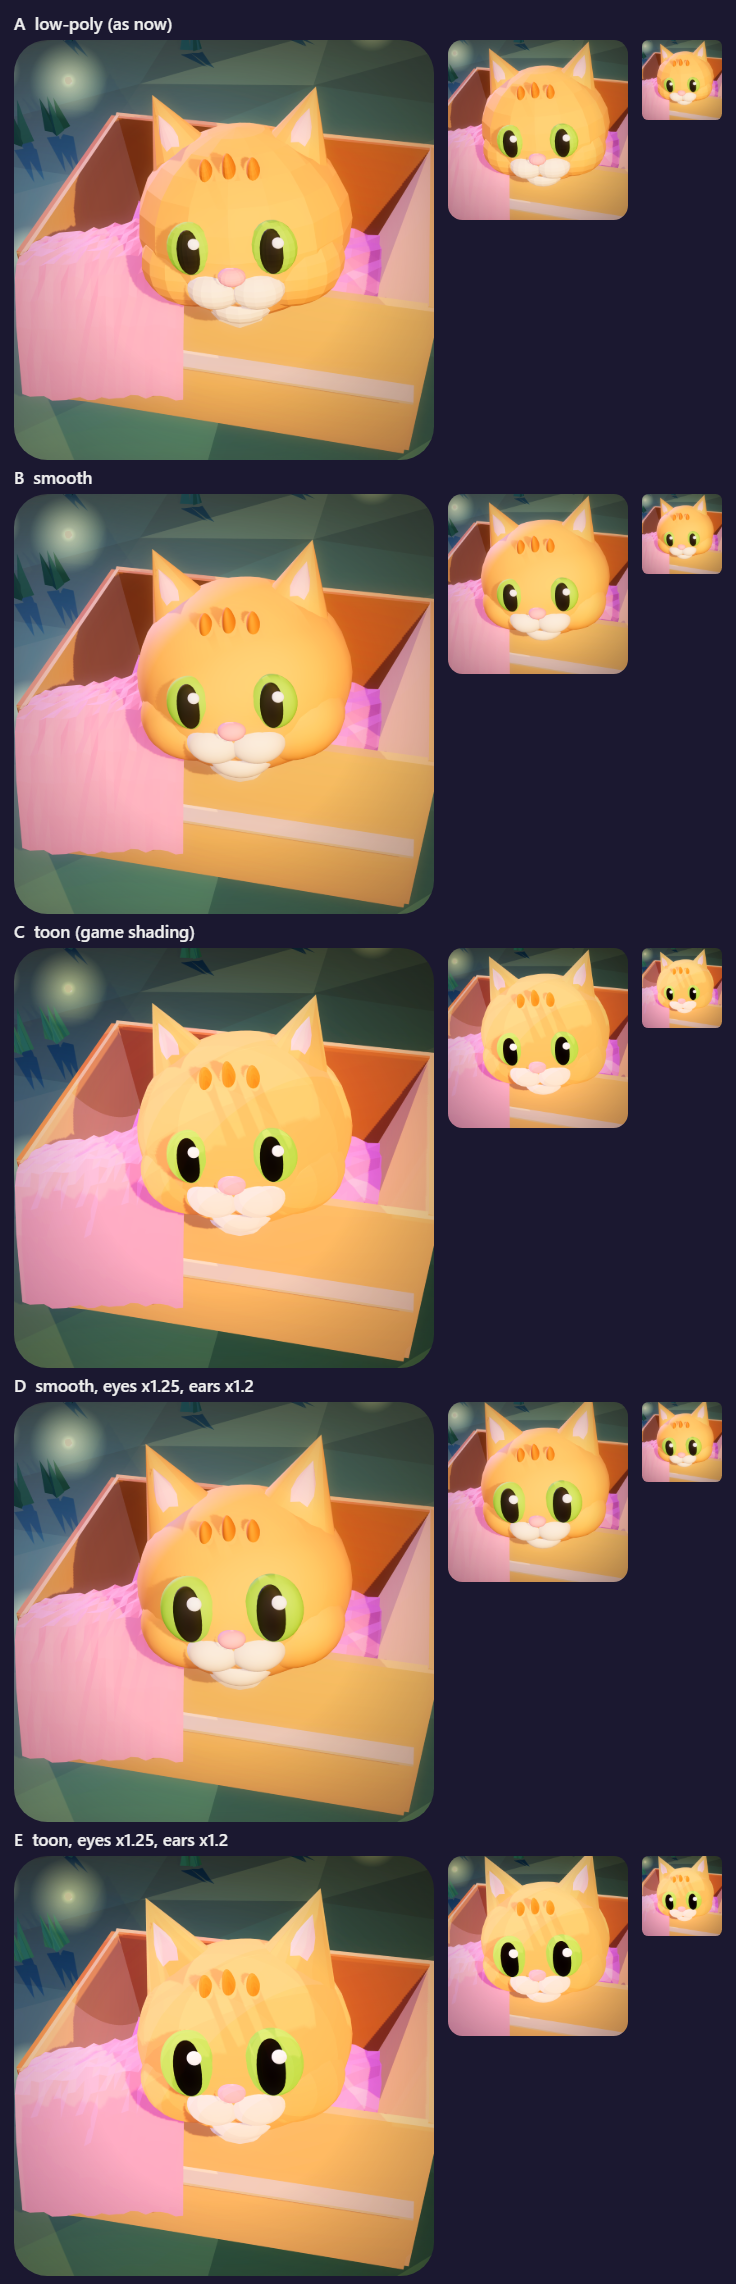 A low-poly (as now)
B smooth
C toon (game shading)
D smooth, eyes x1.25, ears x1.2
E toon, eyes x1.25, ears x1.2